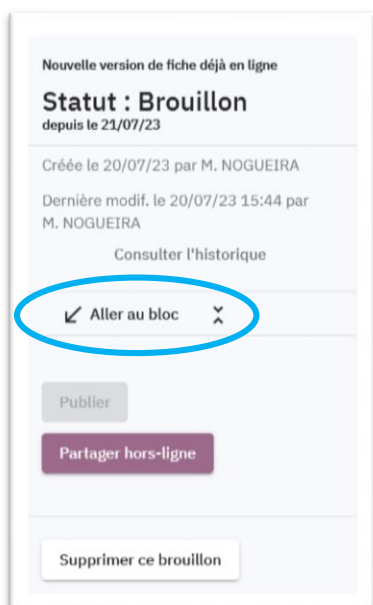 Nouvelle version de fiche déjà en ligne
Statut : Brouillon
depuis le 21/07/23
Créée le 20/07/23 par M. NOGUEIRA
Dernière modif. le 20/07/23 15:44 par
M. NOGUEIRA
Consulter l'historique
Aller au bloc
Publier
Partager hors-ligne
Supprimer ce brouillon